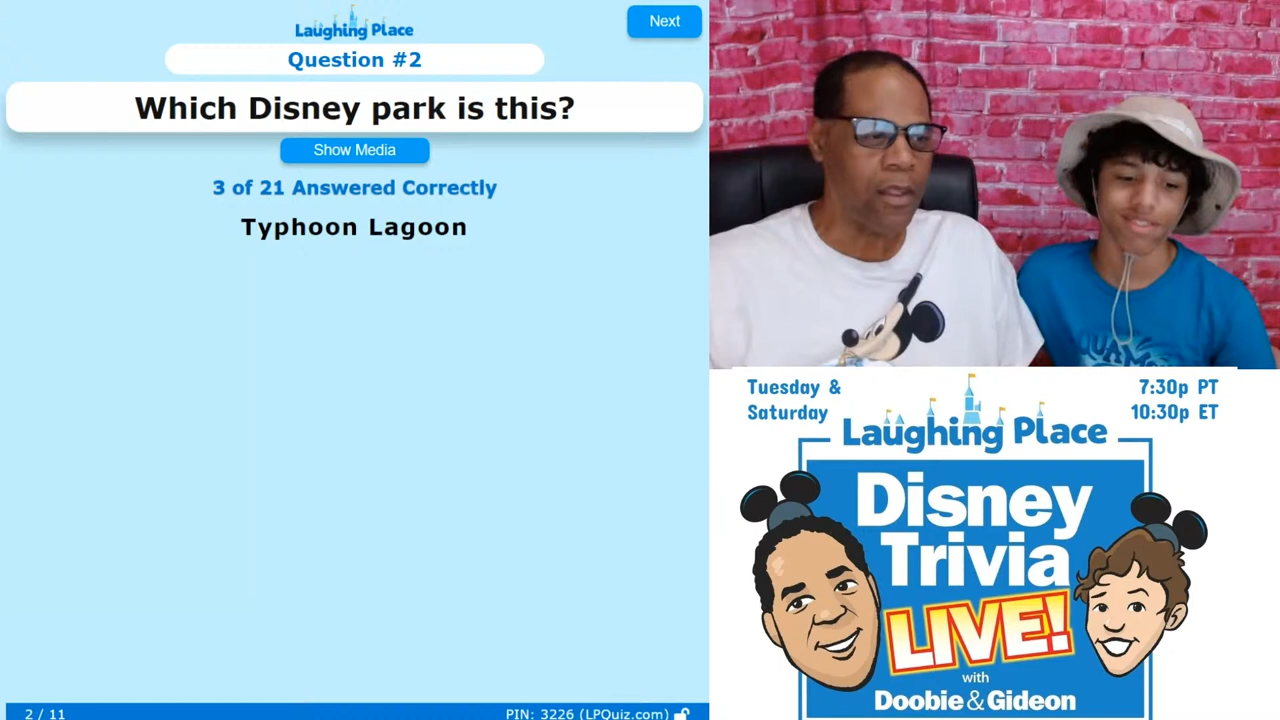 Laughing Place
Next
Question #2
Which Disney park is this?
Show Media
3 of 21 Answered Correctly
Typhoon Lagoon
2 / 11
PIN: 3226 (LPQuiz.com)
Tuesday &
Saturday
7:30p PT
10:30p ET
Laughing Place
Disney
Trivia
LIVE!
with
Doobie & Gideon